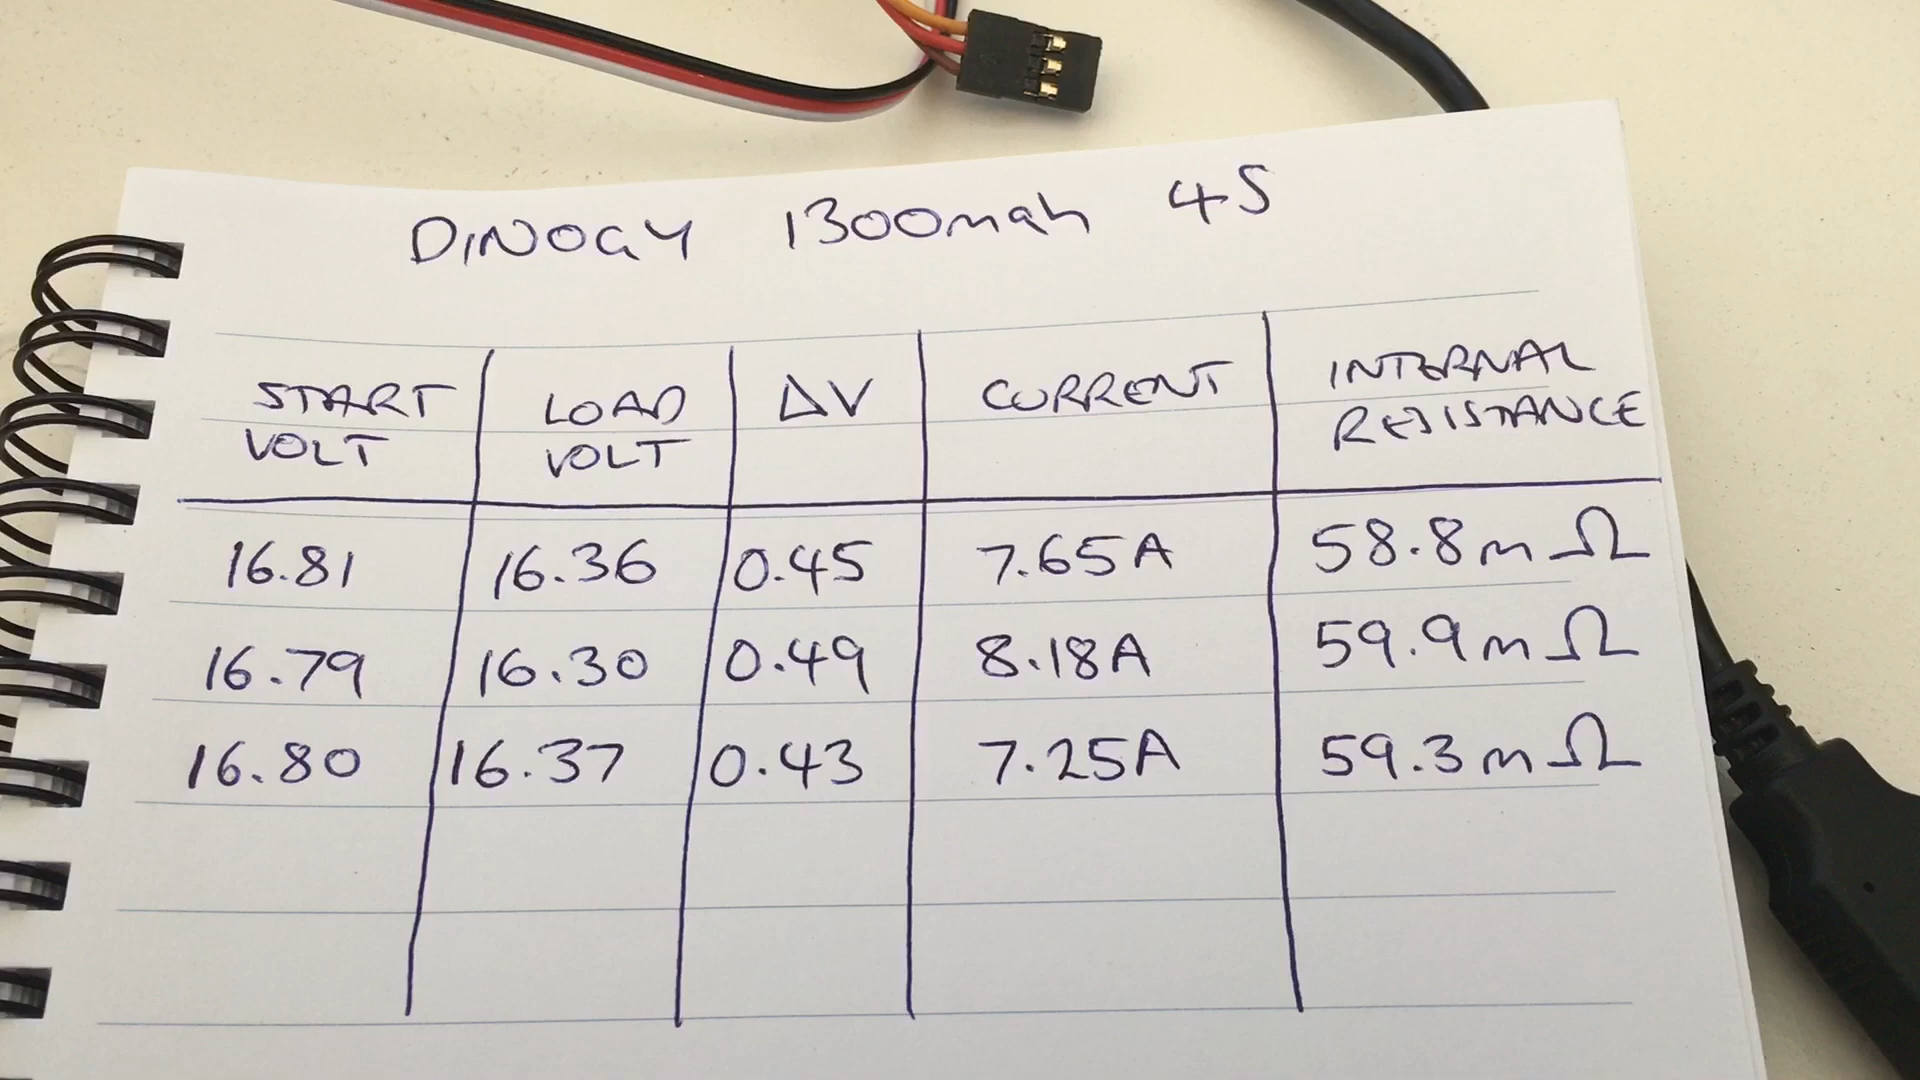 DINOGY 1300mah 4S
START VOLT LOAD VOLT ΔV CURRENT INTERNAL RESISTANCE
16.81 16.36 0.45 7.65A 58.8mΩ
16.79 16.30 0.49 8.18A 59.9mΩ
16.80 16.37 0.43 7.25A 59.3mΩ